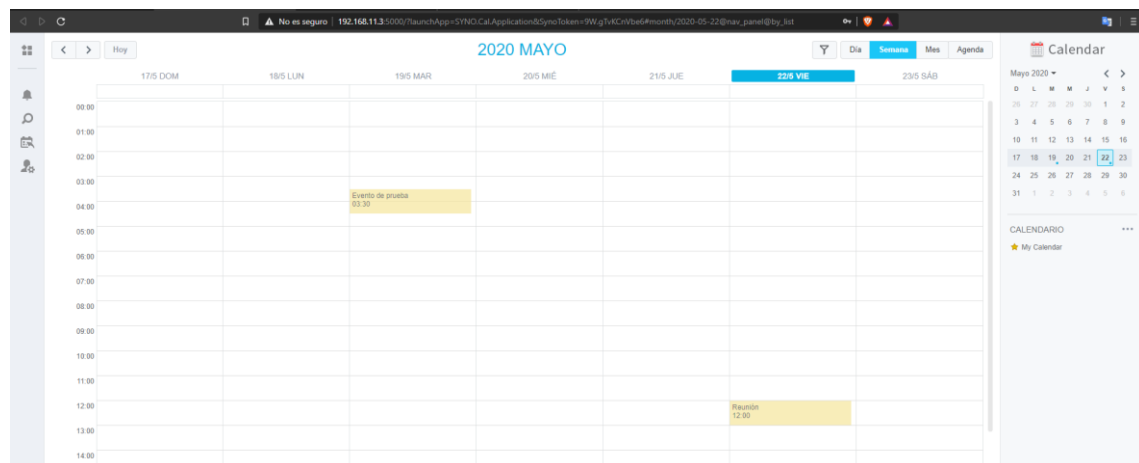 No es seguro | 192.168.11.3:5000/?launchApp=SYNO.Cal.Application&SynoToken=9W.gTvKCnVbe6#month/2020-05-22@nav_panel@by_list
Hoy
2020 MAYO
Día Semana Mes Agenda
17/5 DOM 18/5 LUN 19/5 MAR 20/5 MIÉ 21/5 JUE 22/5 VIE 23/5 SÁB
00:00
01:00
02:00
03:00
Evento de prueba
03:30
04:00
05:00
06:00
07:00
08:00
09:00
10:00
11:00
12:00
Reunión
12:00
13:00
14:00
Calendar
Mayo 2020
D L M M J V S
26 27 28 29 30 1 2
3 4 5 6 7 8 9
10 11 12 13 14 15 16
17 18 19 20 21 22 23
24 25 26 27 28 29 30
31 1 2 3 4 5 6
CALENDARIO
My Calendar